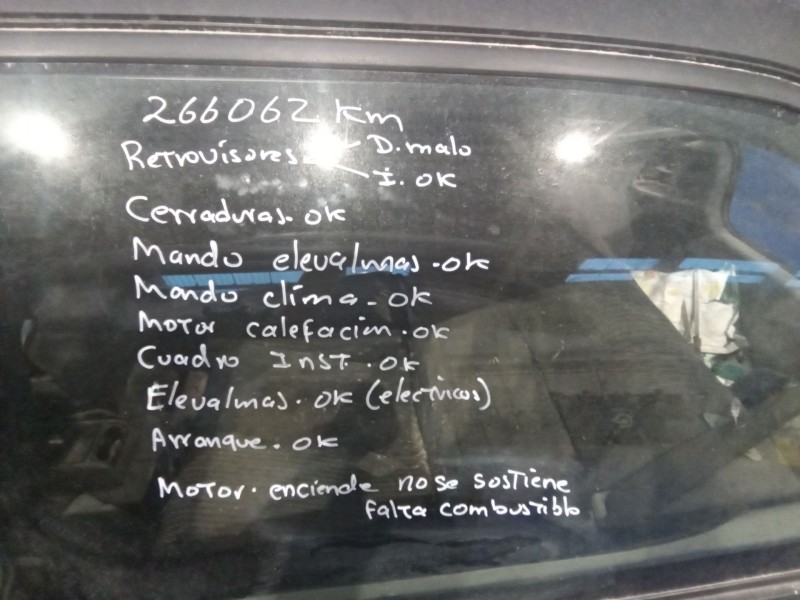 266062 Km
Retrovisores
D. malo
I. OK
Cerraduras. OK
Mando elevalunas. OK
Mando clima - OK
Motor calefacion. OK
Cuadro Inst. OK
Elevalunas. OK (electricos)
Arranque. OK
Motor. enciende no se sostiene
falta combustible